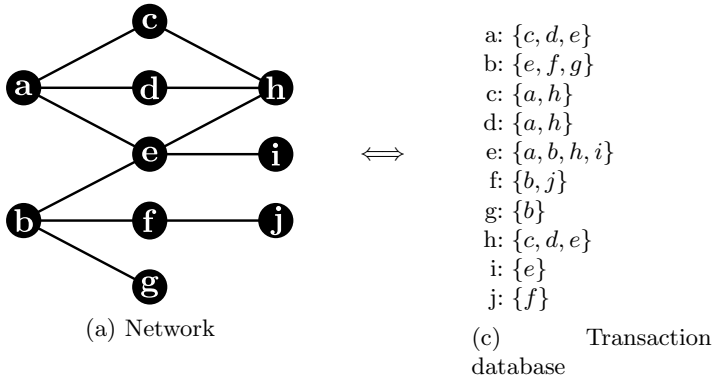 c
a d h
e i
b f j
g
(a) Network
⟺
a: {c, d, e}
b: {e, f, g}
c: {a, h}
d: {a, h}
e: {a, b, h, i}
f: {b, j}
g: {b}
h: {c, d, e}
i: {e}
j: {f}
(c) Transaction
database